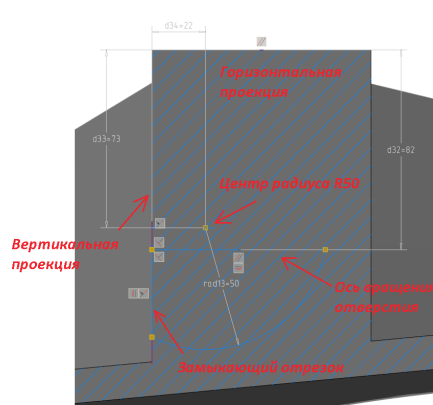 d34=22
Горизонтальная
проекция
d33=73
d32=82
Центр радиуса R50
Вертикальная
проекция
rad13=50
Ось вращения
отверстия
Замыкающий отрезок